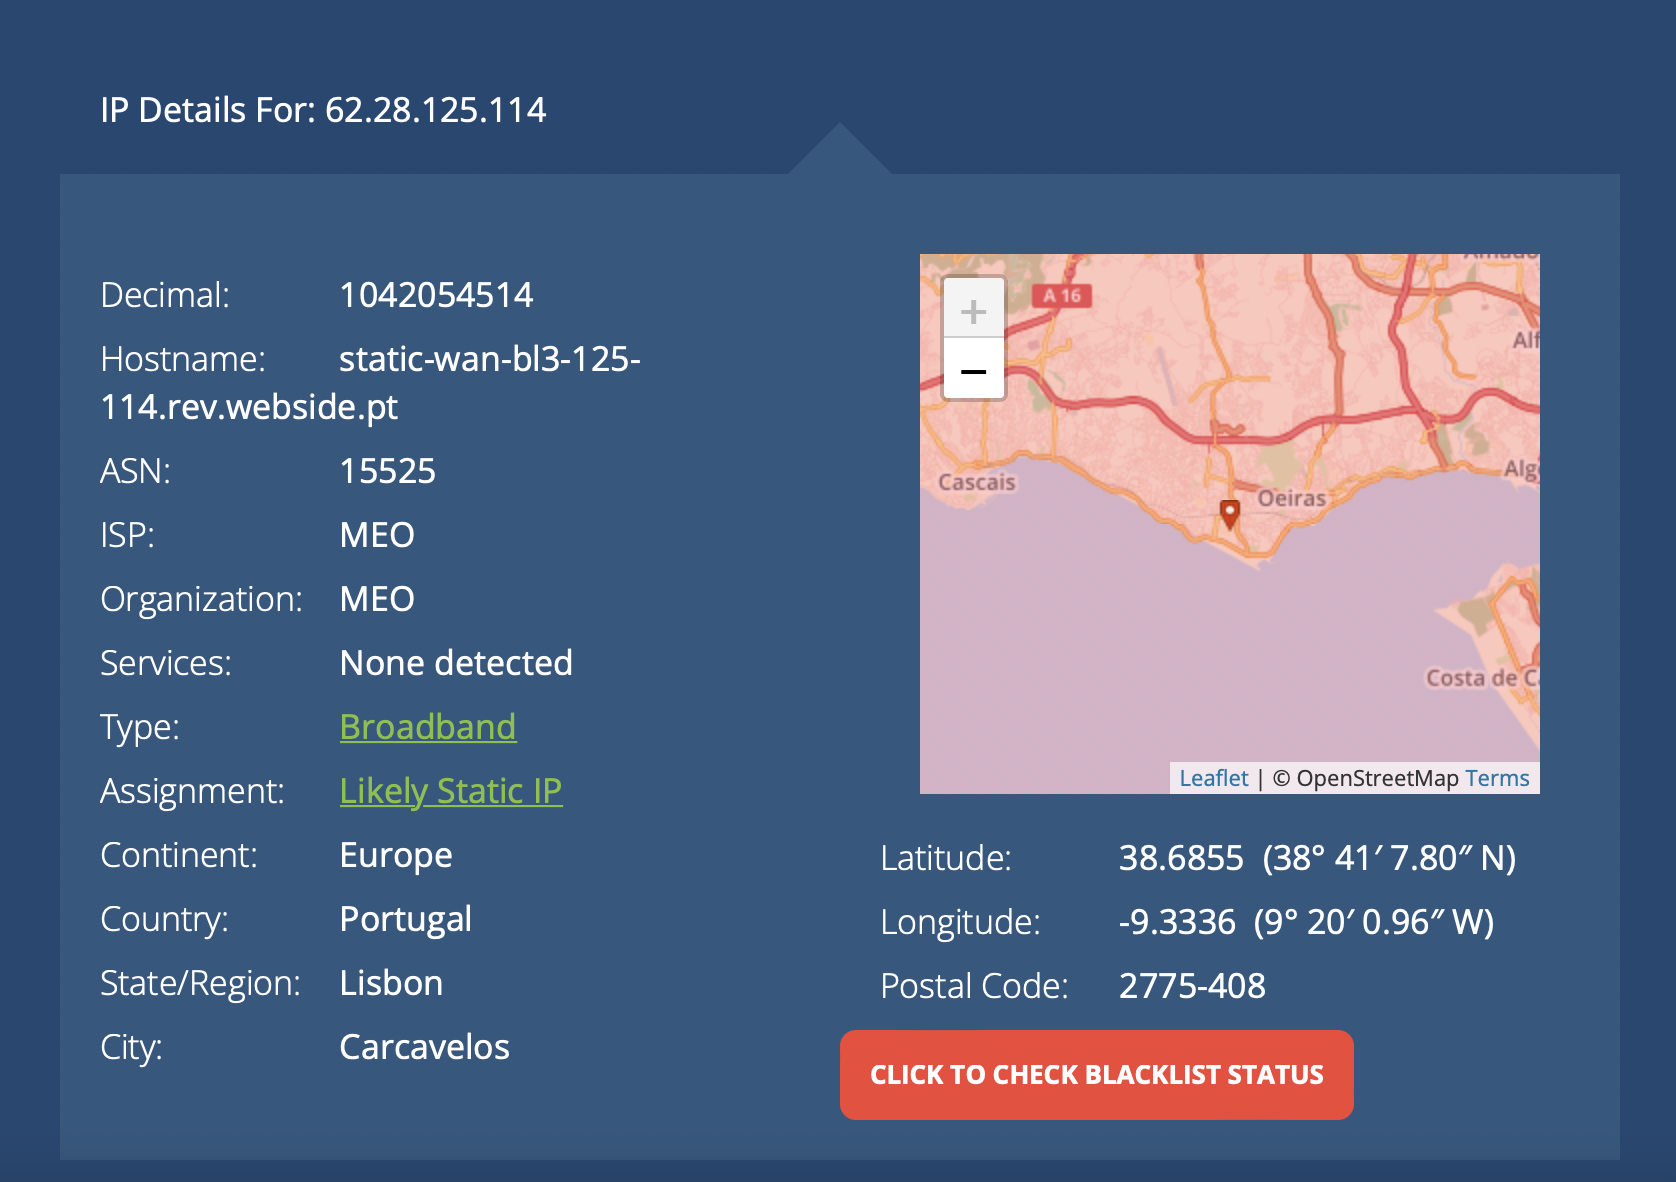 IP Details For: 62.28.125.114
Decimal: 1042054514
Hostname: static-wan-bl3-125-
114.rev.webside.pt
ASN: 15525
ISP: MEO
Organization: MEO
Services: None detected
Type: Broadband
Assignment: Likely Static IP
Continent: Europe
Country: Portugal
State/Region: Lisbon
City: Carcavelos
+
−
A 16
Alf
Cascais
Oeiras
Alg
Costa de C
Leaflet | © OpenStreetMap Terms
Latitude: 38.6855 (38° 41′ 7.80″ N)
Longitude: -9.3336 (9° 20′ 0.96″ W)
Postal Code: 2775-408
CLICK TO CHECK BLACKLIST STATUS